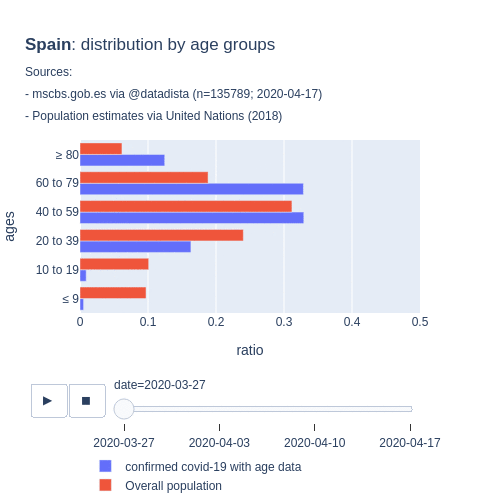 Spain: distribution by age groups
Sources:
- mscbs.gob.es via @datadista (n=135789; 2020-04-17)
- Population estimates via United Nations (2018)
ages
≥ 80
60 to 79
40 to 59
20 to 39
10 to 19
≤ 9
0 0.1 0.2 0.3 0.4 0.5
ratio
date=2020-03-27
2020-03-27 2020-04-03 2020-04-10 2020-04-17
confirmed covid-19 with age data
Overall population